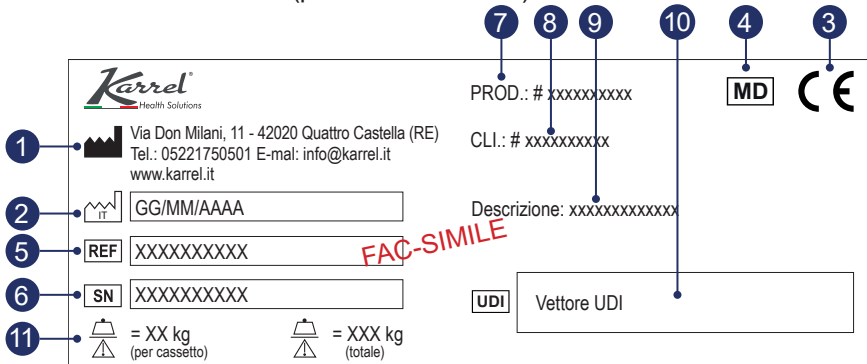 7 8 9 10 4 3
Karrel
Health Solutions
PROD.: # xxxxxxxxxx
MD
CE
1
Via Don Milani, 11 - 42020 Quattro Castella (RE)
Tel.: 05221750501 E-mal: info@karrel.it
www.karrel.it
CLI.: # xxxxxxxxxx
2
IT
GG/MM/AAAA
Descrizione: xxxxxxxxxxxxx
FAC-SIMILE
5
REF
XXXXXXXXXX
6
SN
XXXXXXXXXX
UDI
Vettore UDI
11
= XX kg
(per cassetto)
= XXX kg
(totale)